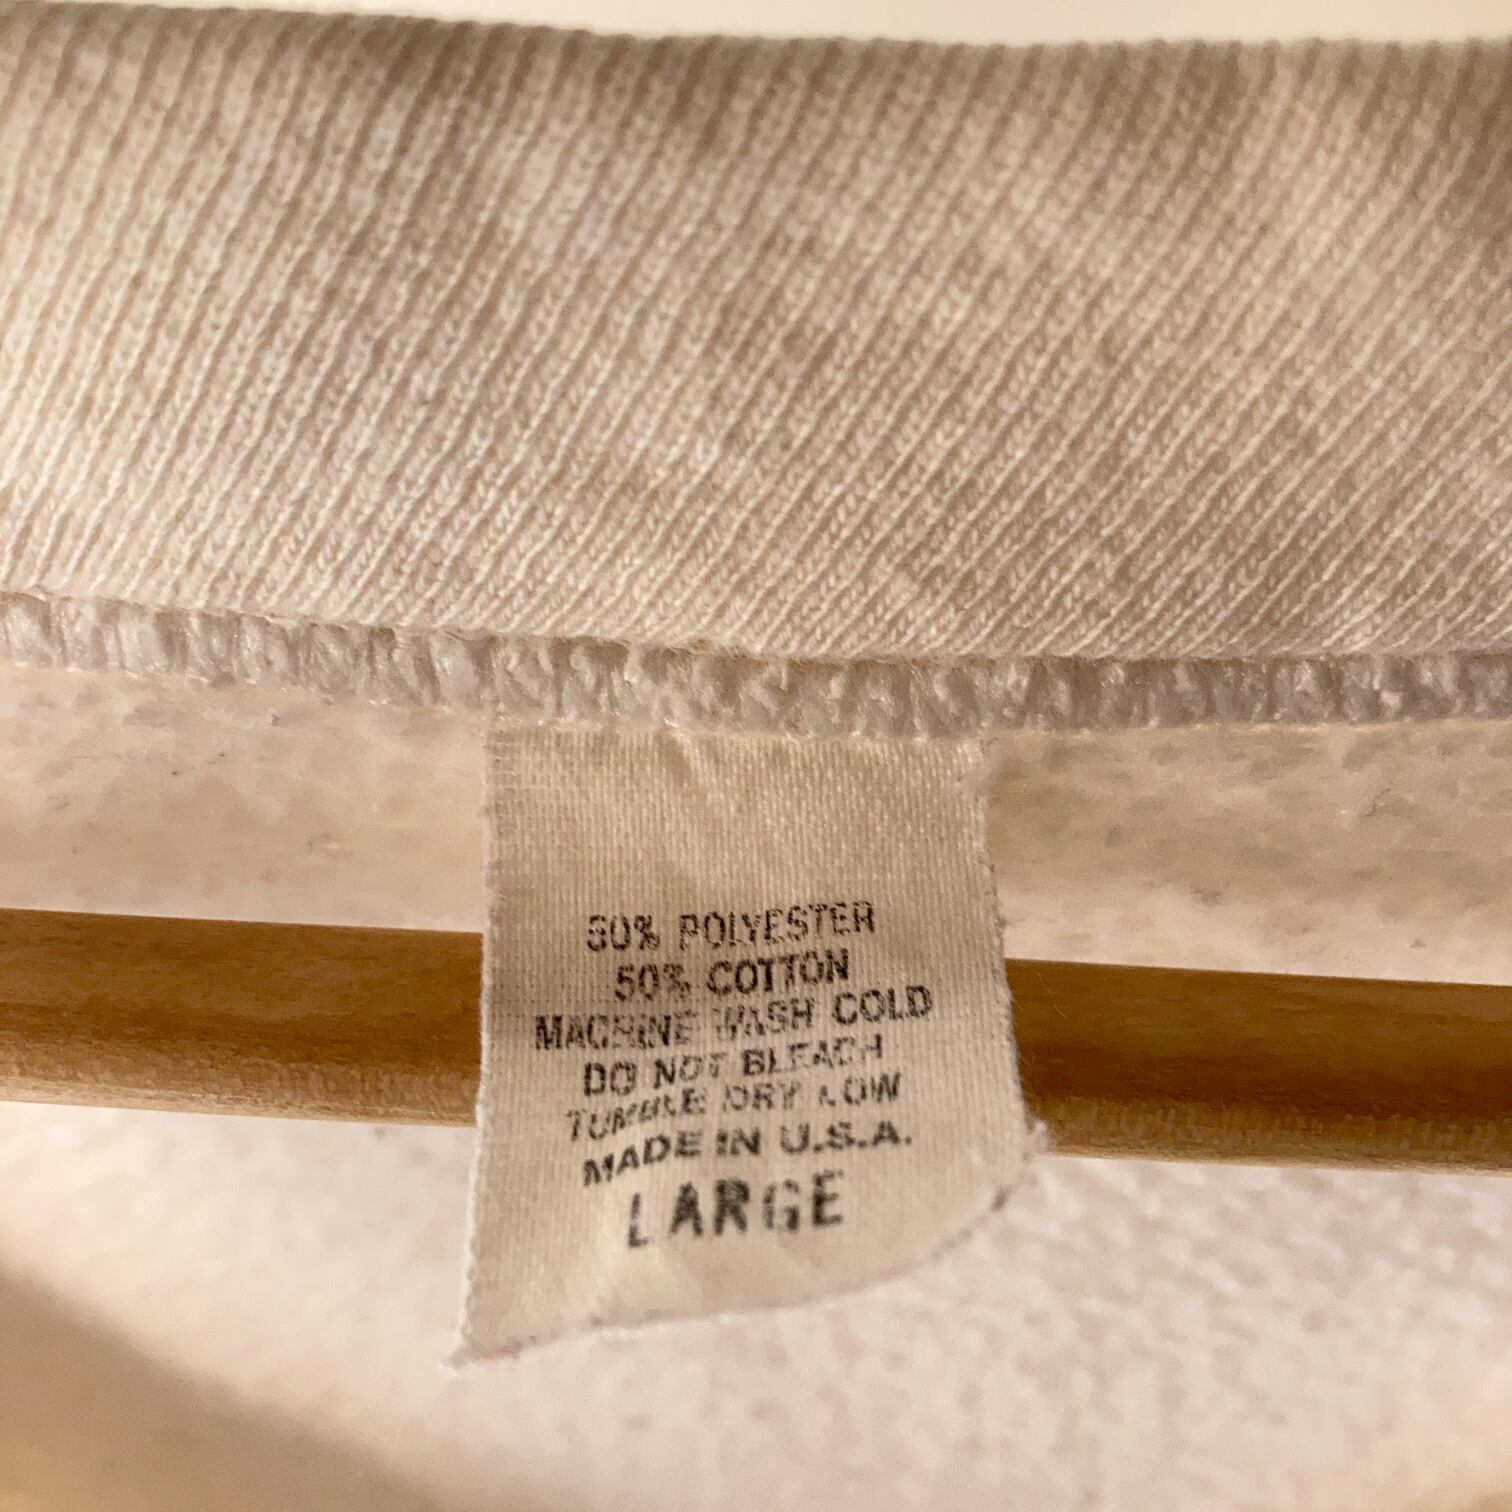 50% POLYESTER
50% COTTON
MACHINE WASH COLD
DO NOT BLEACH
TUMBLE DRY LOW
MADE IN U.S.A.
LARGE